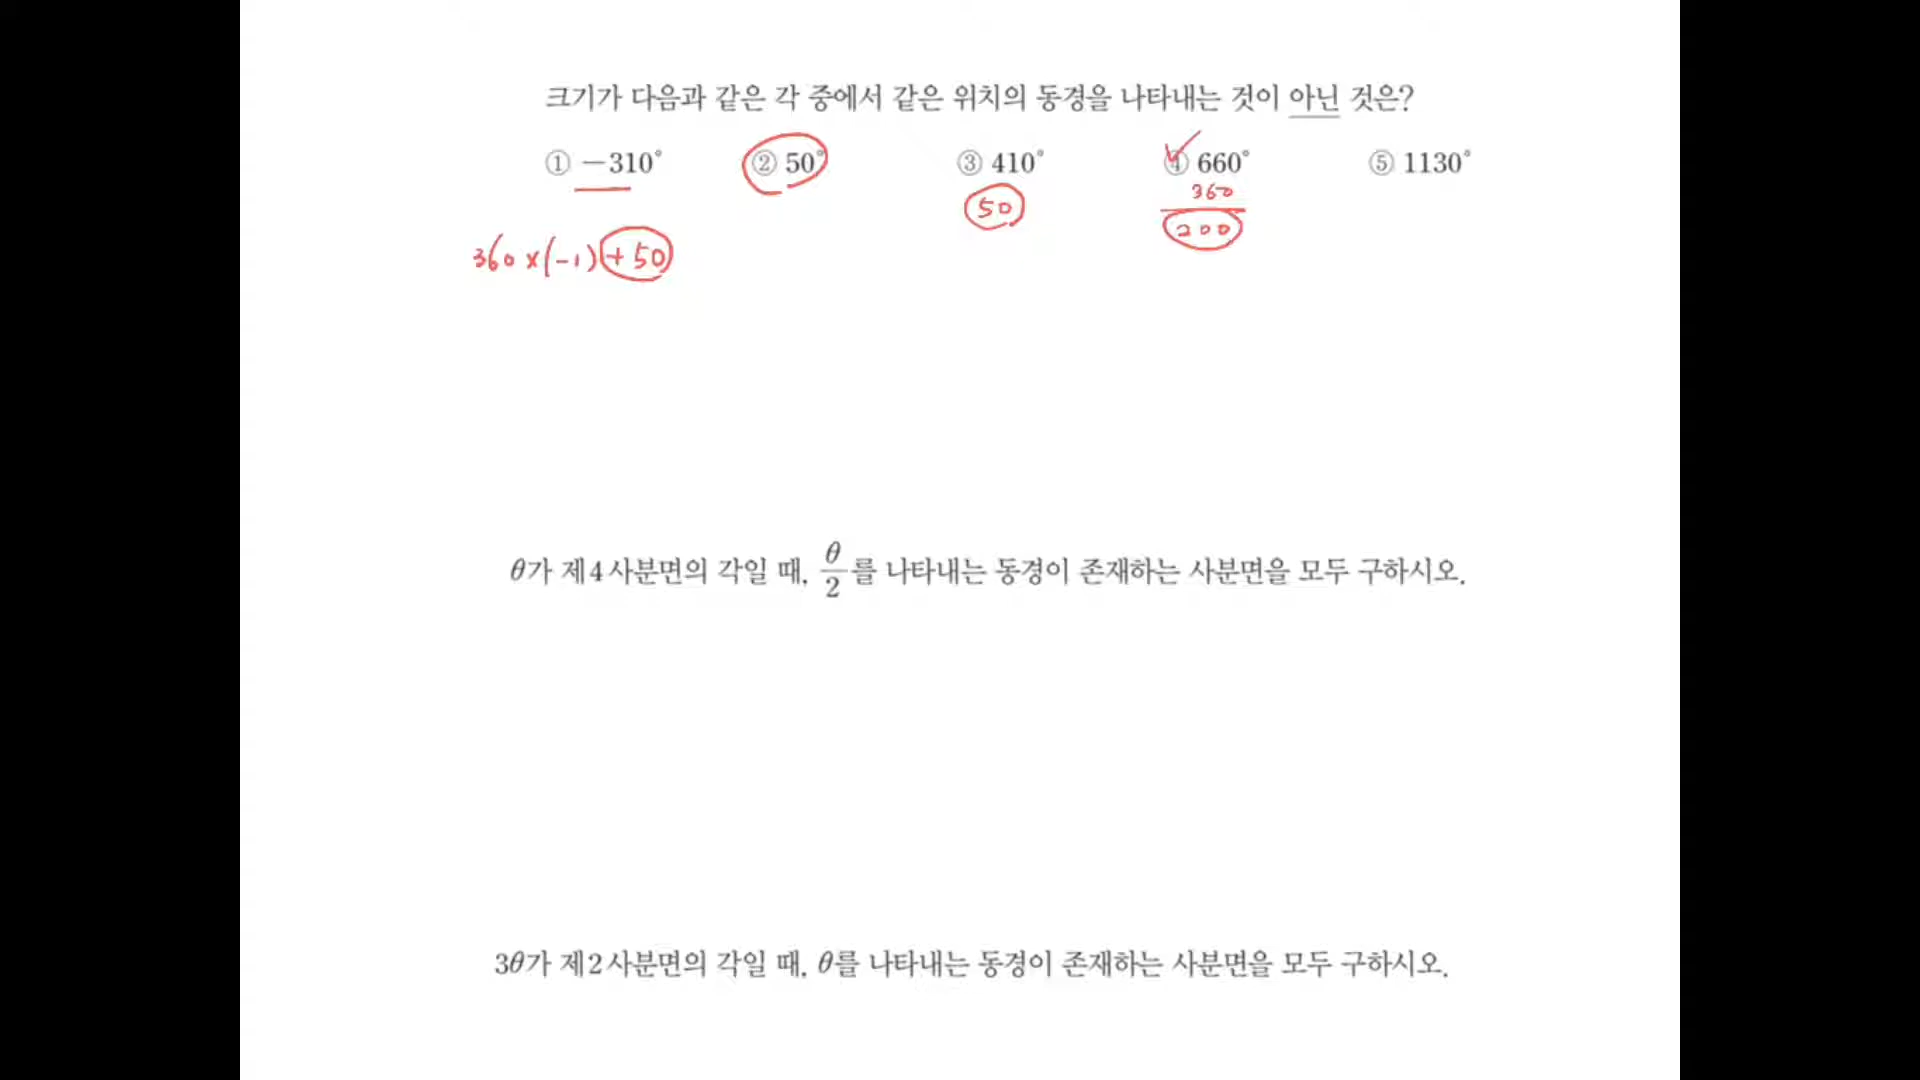 크기가 다음과 같은 각 중에서 같은 위치의 동경을 나타내는 것이 아닌 것은?
① -310° ② 50° ③ 410° ④ 660° ⑤ 1130°
360
50
200
360×(-1)+50
θ가 제4사분면의 각일 때, θ/2를 나타내는 동경이 존재하는 사분면을 모두 구하시오.
3θ가 제2사분면의 각일 때, θ를 나타내는 동경이 존재하는 사분면을 모두 구하시오.